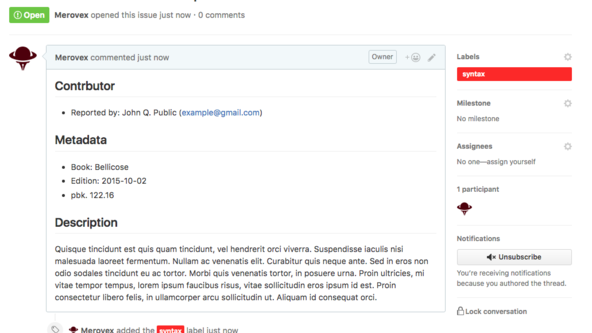 Open Merovex opened this issue just now · 0 comments
Merovex commented just now Owner
Contrbutor
• Reported by: John Q. Public (example@gmail.com)
Metadata
• Book: Bellicose
• Edition: 2015-10-02
• pbk. 122.16
Description
Quisque tincidunt est quis quam tincidunt, vel hendrerit orci viverra. Suspendisse iaculis nisi
malesuada laoreet fermentum. Nullam ac venenatis elit. Curabitur quis neque ante. Sed in eros non
odio sodales tincidunt eu ac tortor. Morbi quis venenatis tortor, in posuere urna. Proin ultricies, mi
vitae tempor tempus, lorem ipsum faucibus risus, vitae sollicitudin eros ipsum id est. Proin
consectetur libero felis, in ullamcorper arcu sollicitudin ut. Aliquam id consequat orci.
Merovex added the syntax label just now
Labels
syntax
Milestone
No milestone
Assignees
No one—assign yourself
1 participant
Notifications
Unsubscribe
You're receiving notifications
because you authored the thread.
Lock conversation